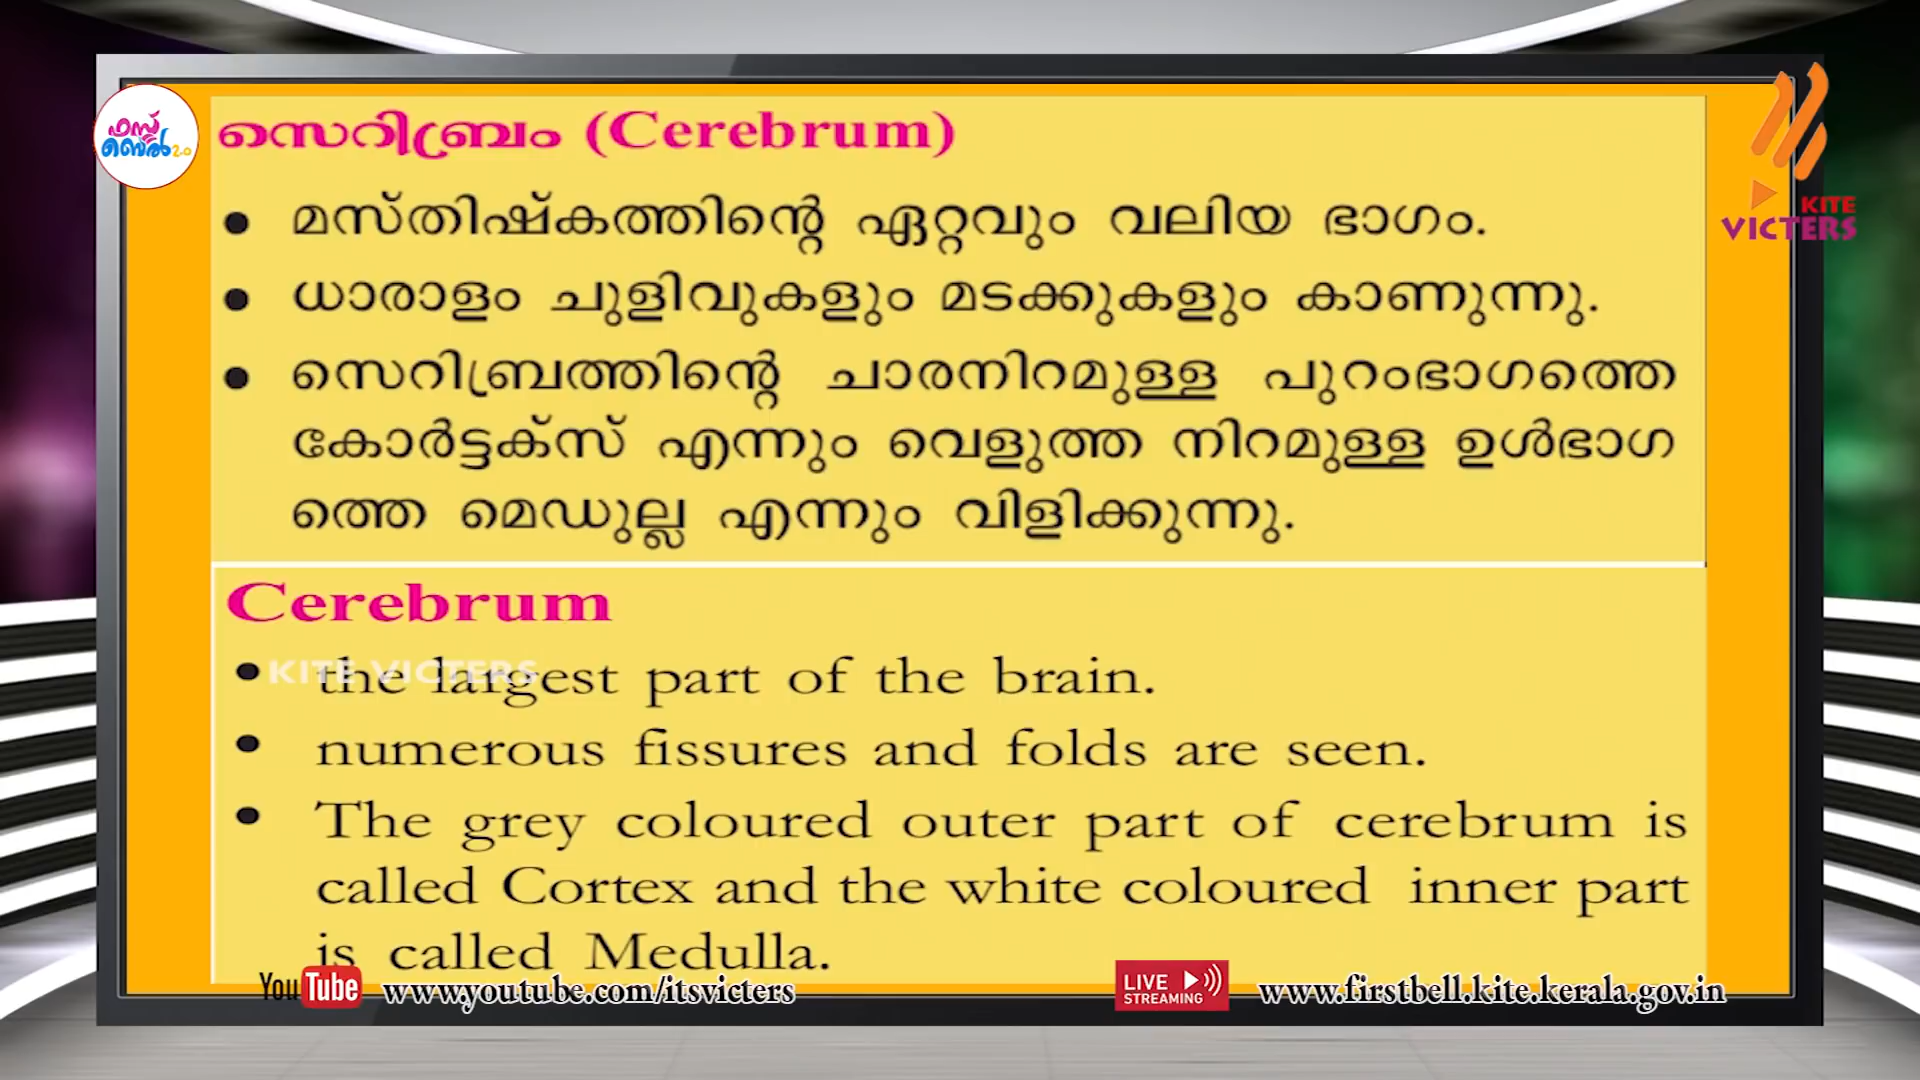 ഫസ്റ്റ്
ബെൽ 2.0
സെറിബ്രം (Cerebrum)
KITE
VICTERS
• മസ്തിഷ്കത്തിന്റെ ഏറ്റവും വലിയ ഭാഗം.
• ധാരാളം ചുളിവുകളും മടക്കുകളും കാണുന്നു.
• സെറിബ്രത്തിന്റെ ചാരനിറമുള്ള പുറംഭാഗത്തെ
കോർട്ടക്സ് എന്നും വെളുത്ത നിറമുള്ള ഉൾഭാഗ
ത്തെ മെഡുല്ല എന്നും വിളിക്കുന്നു.
Cerebrum
KITE VICTERS
• the largest part of the brain.
• numerous fissures and folds are seen.
• The grey coloured outer part of cerebrum is
called Cortex and the white coloured inner part
is called Medulla.
YouTube www.youtube.com/itsvicters
LIVE
STREAMING
www.firstbell.kite.kerala.gov.in